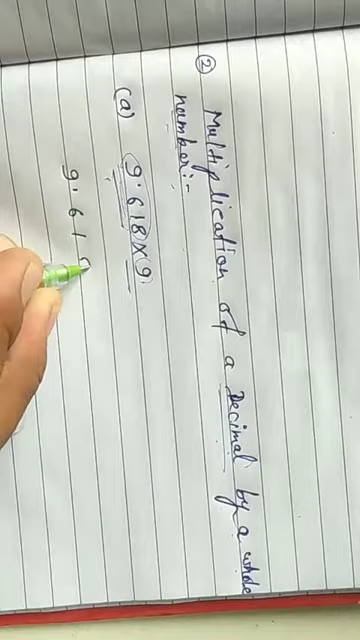 ② Multiplication of a Decimal by a whole
number:-
(a) 9.618×9
9.61